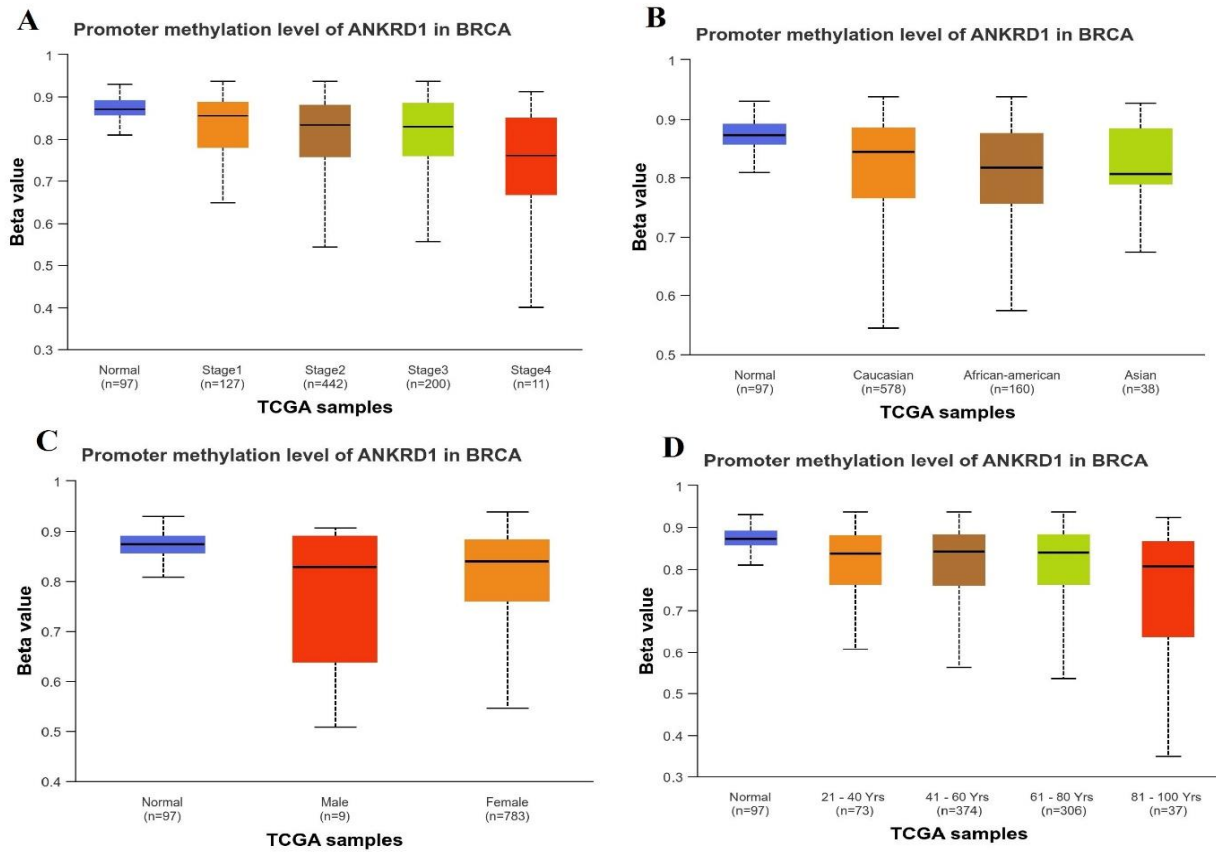 A
Promoter methylation level of ANKRD1 in BRCA
1
0.9
0.8
0.7
0.6
0.5
0.4
0.3
Beta value
Normal
(n=97)
Stage1
(n=127)
Stage2
(n=442)
Stage3
(n=200)
Stage4
(n=11)
TCGA samples
B
Promoter methylation level of ANKRD1 in BRCA
1
0.9
0.8
0.7
0.6
0.5
Beta value
Normal
(n=97)
Caucasian
(n=578)
African-american
(n=160)
Asian
(n=38)
TCGA samples
C
Promoter methylation level of ANKRD1 in BRCA
1
0.9
0.8
0.7
0.6
0.5
0.4
Beta value
Normal
(n=97)
Male
(n=9)
Female
(n=783)
TCGA samples
D
Promoter methylation level of ANKRD1 in BRCA
1
0.9
0.8
0.7
0.6
0.5
0.4
0.3
Beta value
Normal
(n=97)
21 - 40 Yrs
(n=73)
41 - 60 Yrs
(n=374)
61 - 80 Yrs
(n=306)
81 - 100 Yrs
(n=37)
TCGA samples